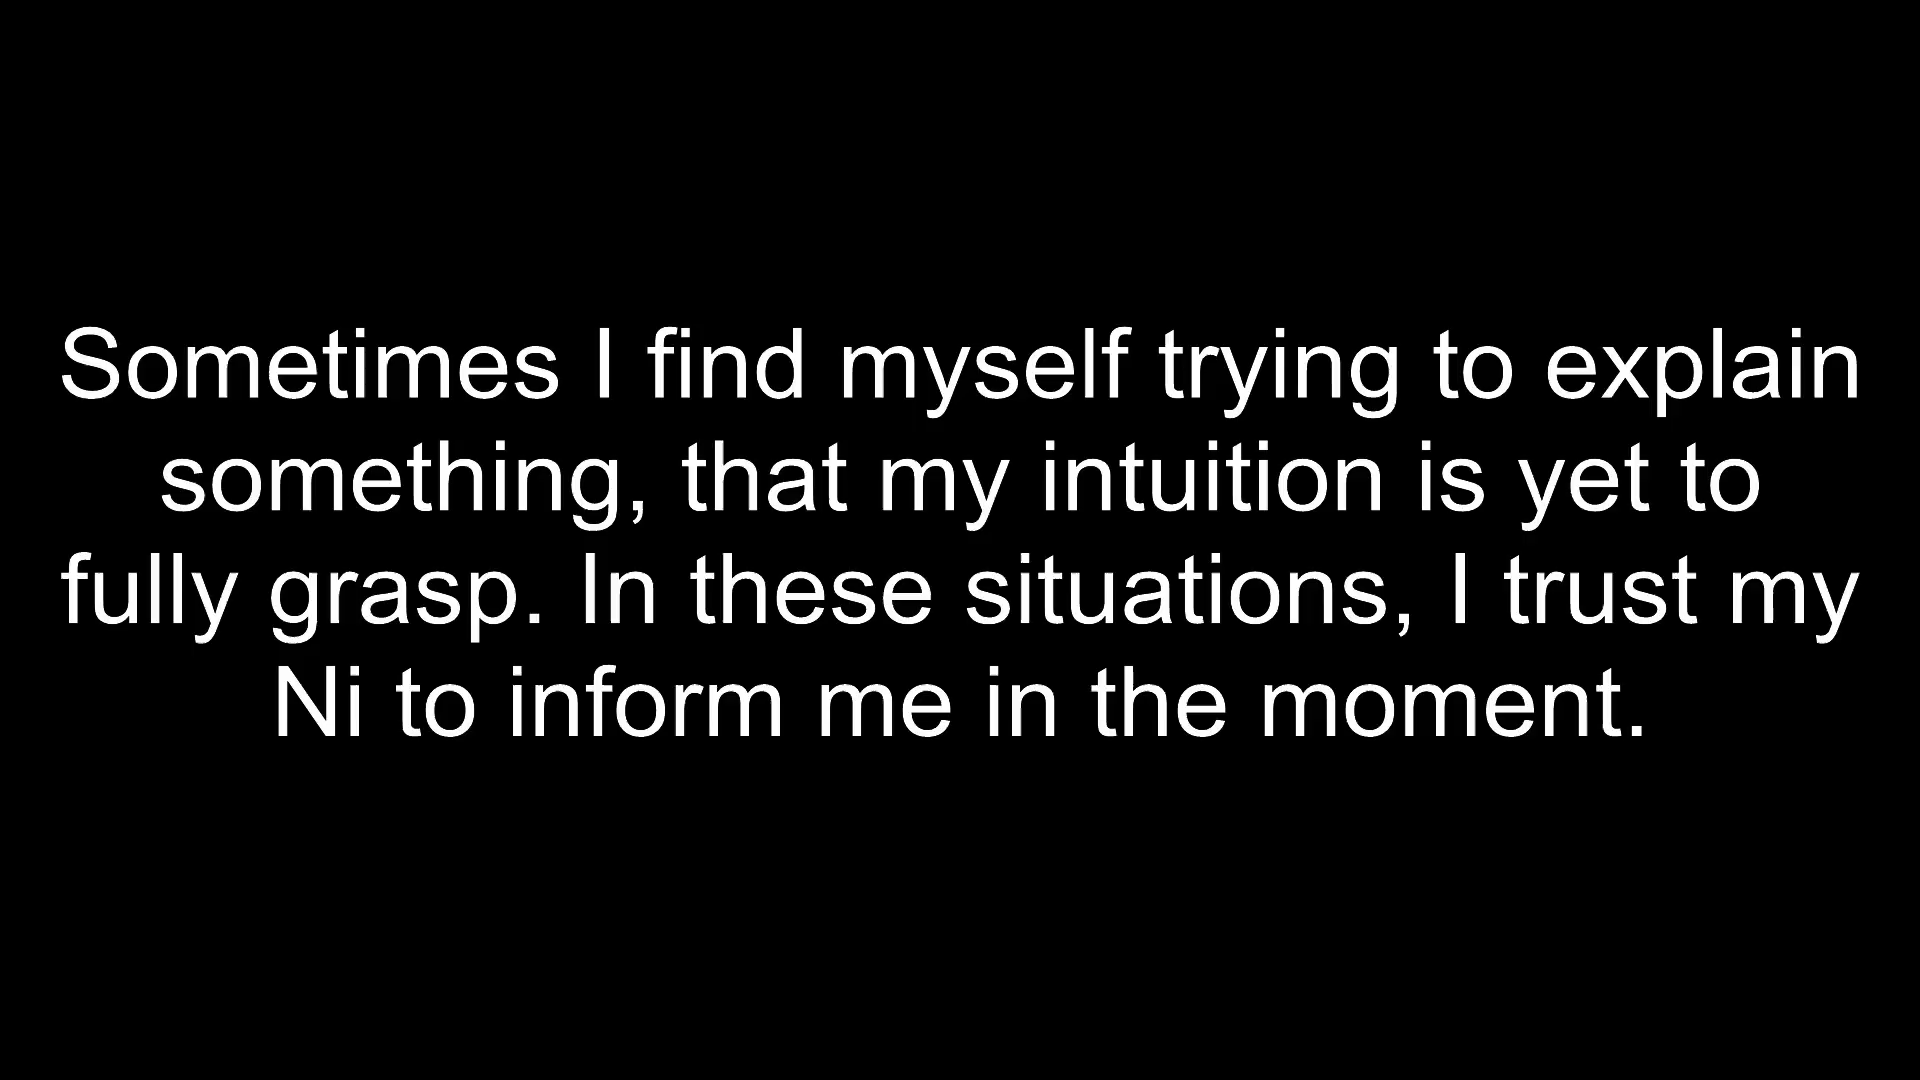 Sometimes I find myself trying to explain
something, that my intuition is yet to
fully grasp. In these situations, I trust my
Ni to inform me in the moment.